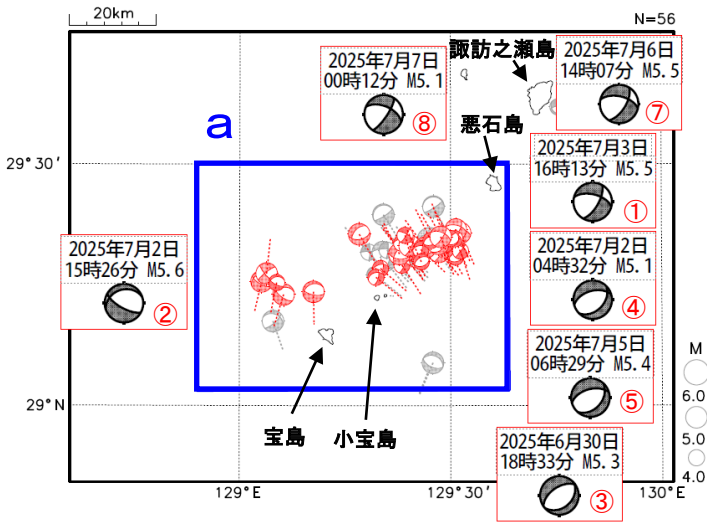 20km
N=56
2025年7月7日
00時12分 M5.1
⑧
諏訪之瀬島
2025年7月6日
14時07分 M5.5
⑦
a
悪石島
29°30′
2025年7月3日
16時13分 M5.5
①
2025年7月2日
15時26分 M5.6
②
2025年7月2日
04時32分 M5.1
④
2025年7月5日
06時29分 M5.4
⑤
M
6.0
5.0
4.0
29°N
宝島
小宝島
2025年6月30日
18時33分 M5.3
③
129°E
129°30′
130°E